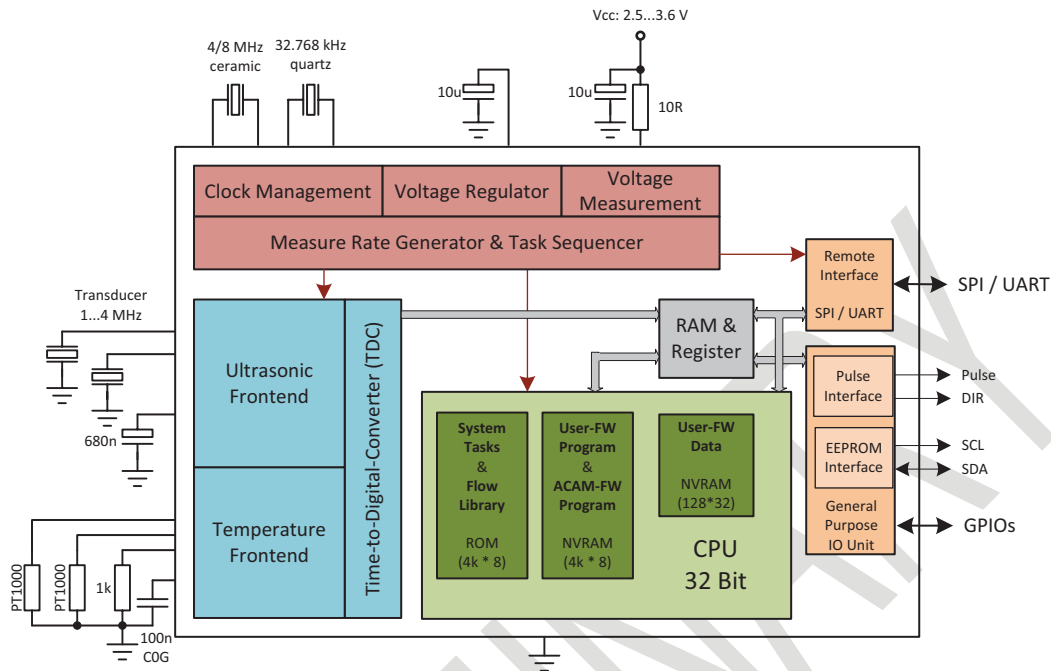 Vcc: 2.5...3.6 V
4/8 MHz
ceramic
32.768 kHz
quartz
10u
10u
10R
Clock Management
Voltage Regulator
Voltage
Measurement
Measure Rate Generator & Task Sequencer
Remote
Interface
SPI / UART
SPI / UART
Transducer
1...4 MHz
680n
Ultrasonic
Frontend
Temperature
Frontend
Time-to-Digital-Converter (TDC)
RAM &
Register
Pulse
Interface
Pulse
DIR
EEPROM
Interface
SCL
SDA
General
Purpose
IO Unit
GPIOs
System
Tasks
&
Flow
Library
ROM
(4k * 8)
User-FW
Program
&
ACAM-FW
Program
NVRAM
(4k * 8)
User-FW
Data
NVRAM
(128*32)
CPU
32 Bit
PT1000
PT1000
1k
100n
C0G